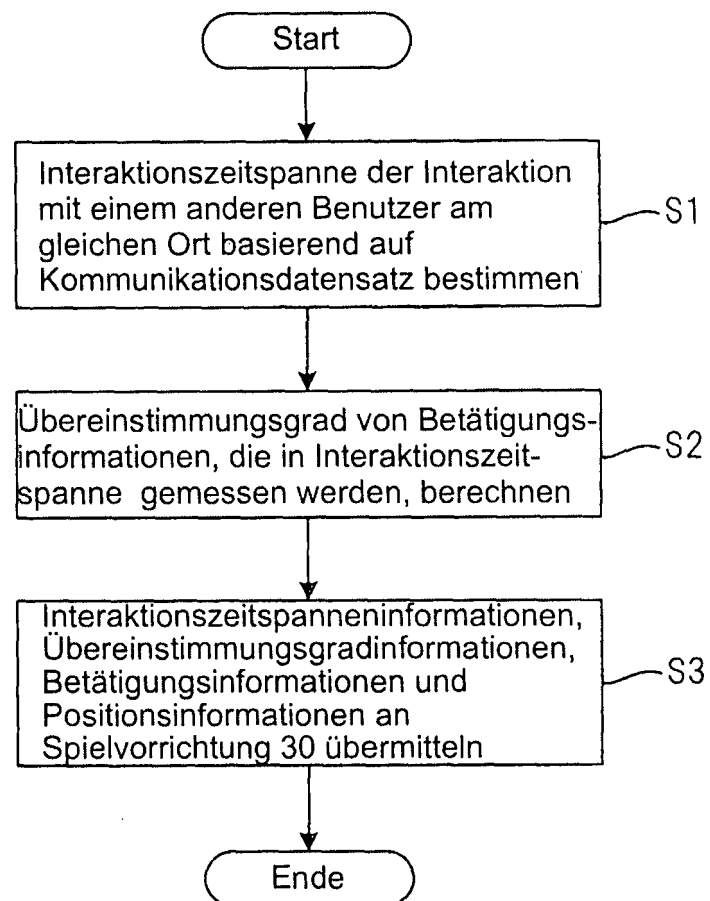 Start
Interaktionszeitspanne der Interaktion
mit einem anderen Benutzer am
gleichen Ort basierend auf
Kommunikationsdatensatz bestimmen
S1
Übereinstimmungsgrad von Betätigungs-
informationen, die in Interaktionszeit-
spanne gemessen werden, berechnen
S2
Interaktionszeitspanneninformationen,
Übereinstimmungsgradinformationen,
Betätigungsinformationen und
Positionsinformationen an
Spielvorrichtung 30 übermitteln
S3
Ende